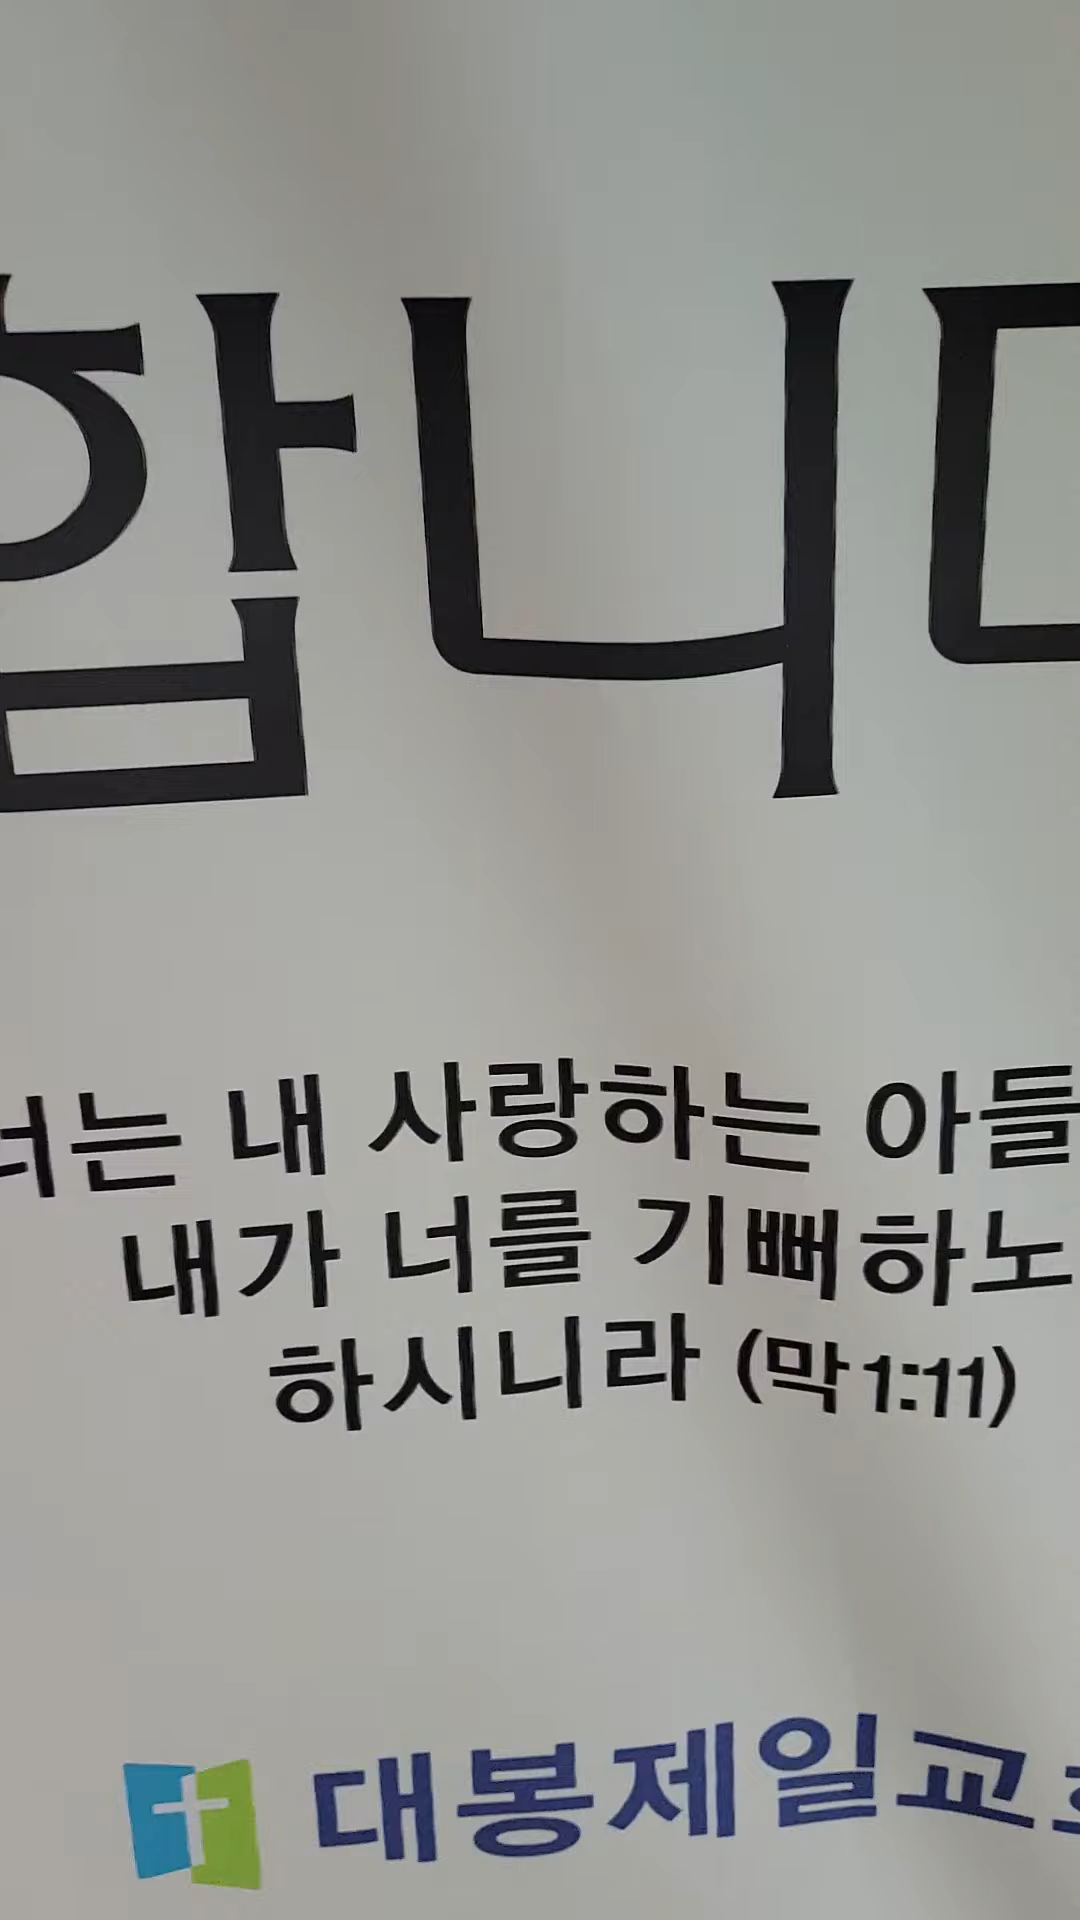 합니다
너는 내 사랑하는 아들
내가 너를 기뻐하노
하시니라 (막 1:11)
대봉제일교회